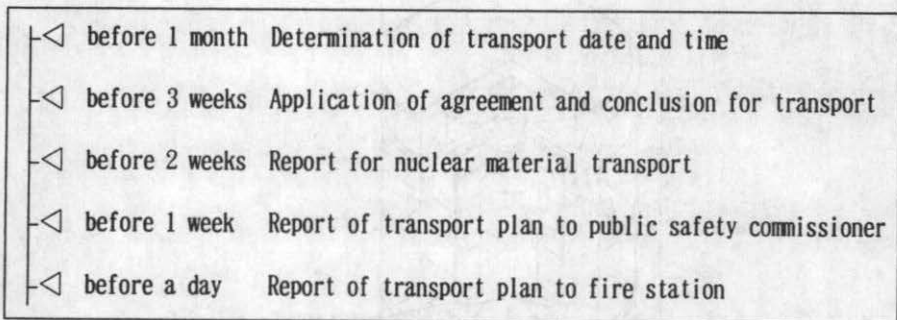 before 1 month Determination of transport date and time
before 3 weeks Application of agreement and conclusion for transport
before 2 weeks Report for nuclear material transport
before 1 week Report of transport plan to public safety commissioner
before a day Report of transport plan to fire station